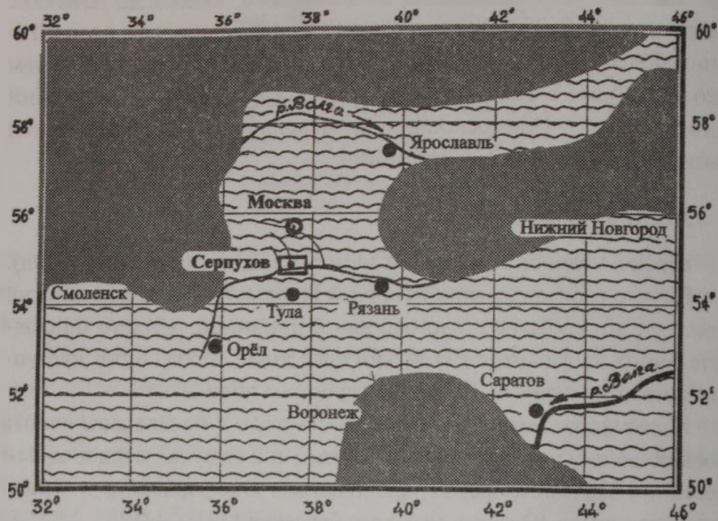 32° 34° 36° 38° 40° 42° 44° 46°
60° 60°
р. Волга
58° 58°
Ярославль
Москва
56° 56°
Нижний Новгород
Серпухов
Смоленск
54° 54°
Тула
Рязань
Орёл
Саратов
р. Волга
52° 52°
Воронеж
50° 50°
32° 34° 36° 38° 40° 42° 44° 46°